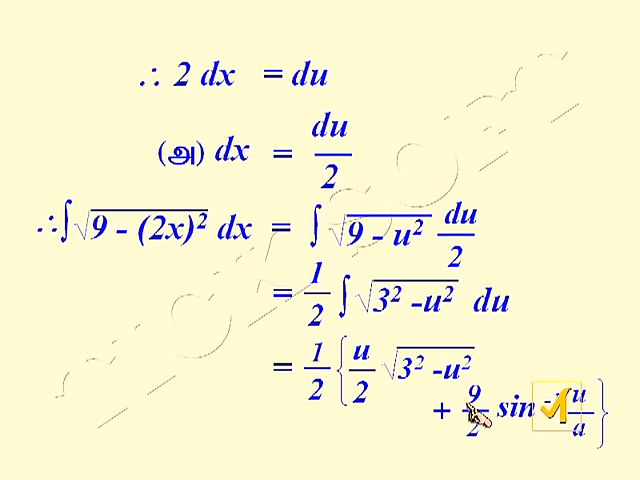 ∴ 2 dx = du
(அ) dx = du/2
∴∫√9 - (2x)² dx = ∫ √9 - u² du/2
= 1/2 ∫ √3² -u² du
= 1/2 { u/2 √3² -u²
+ 9/2 sin u/a }